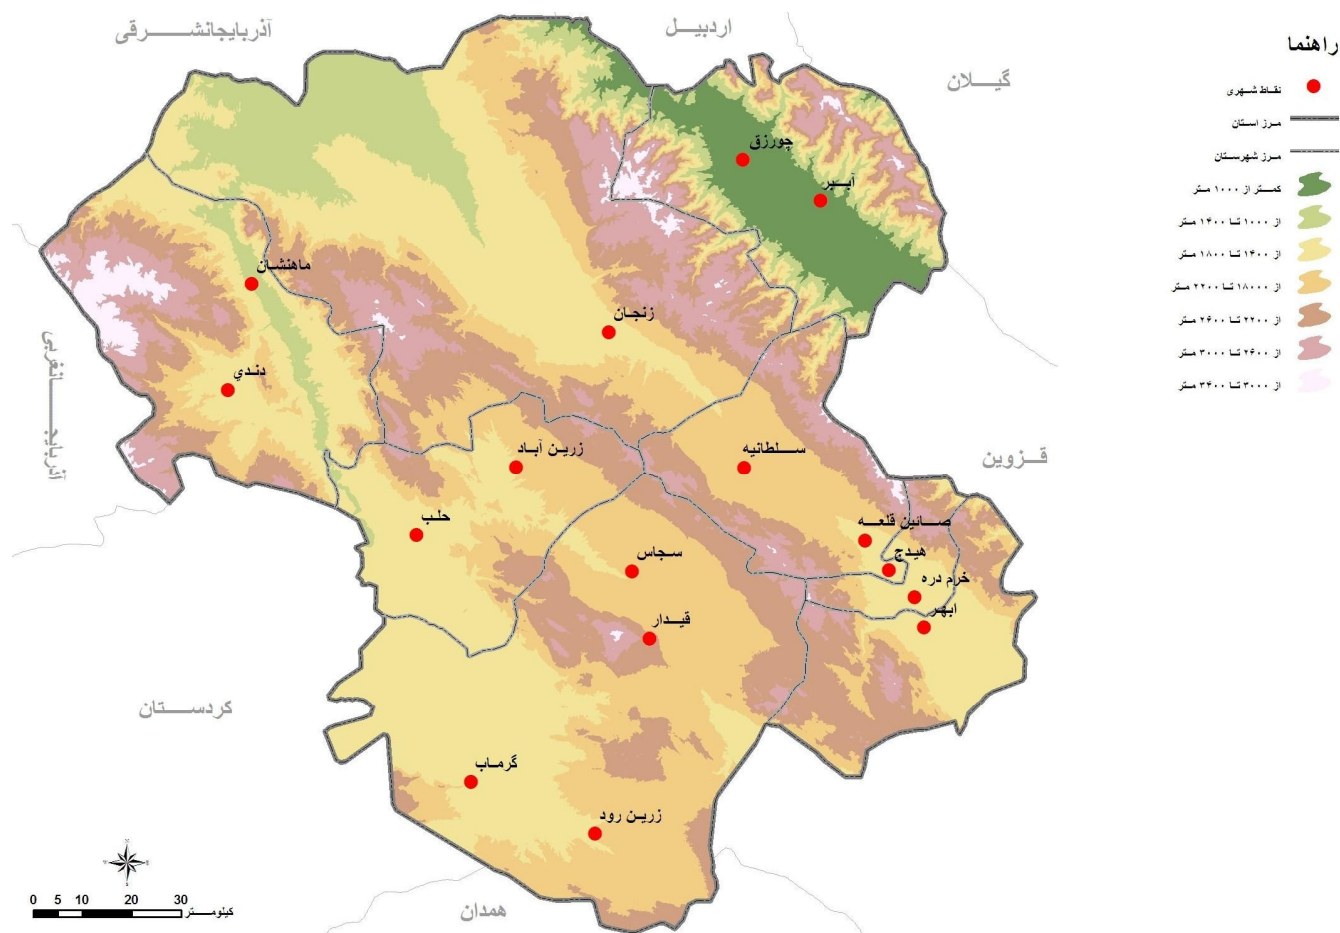 آذربایجانشرقی
اردبیل
گیلان
راهنما
نقاط شهری
مرز استان
مرز شهرستان
کمتر از ۱۰۰۰ متر
از ۱۰۰۰ تا ۱۴۰۰ متر
از ۱۴۰۰ تا ۱۸۰۰ متر
از ۱۸۰۰۰ تا ۲۲۰۰ متر
از ۲۲۰۰ تا ۲۶۰۰ متر
از ۲۶۰۰ تا ۳۰۰۰ متر
از ۳۰۰۰ تا ۳۴۰۰ متر
چورزق
آببر
ماهنشان
زنجان
دندي
آذربایجانغربی
قزوین
سلطانیه
زرین آباد
حلب
صائین قلعه
هیدج
خرم دره
ابهر
سجاس
قیدار
کردستان
گرماب
زرین رود
همدان
N
W
E
S
0 5 10 20 30
کیلومتر